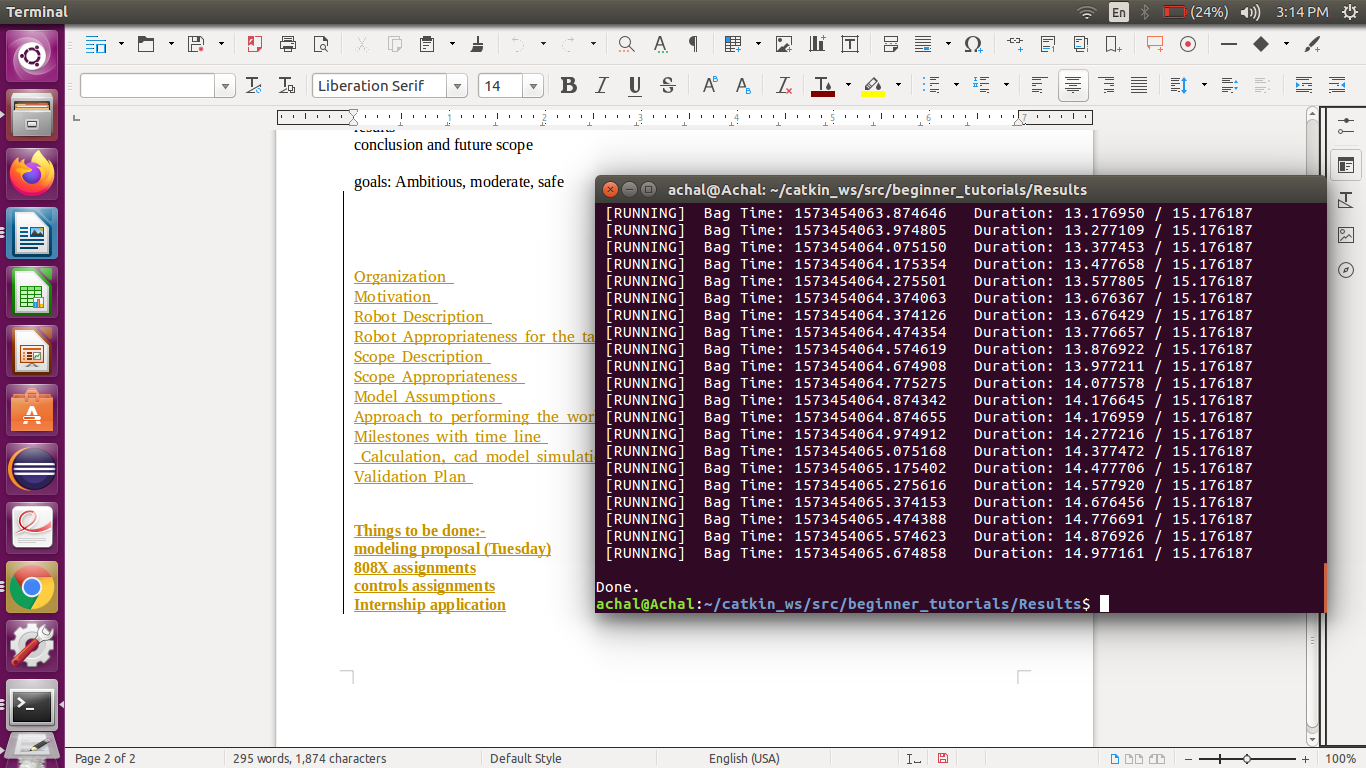 Terminal
En
(24%)
3:14 PM
Liberation Serif
14
1
2
3
4
5
6
7
results
conclusion and future scope
goals: Ambitious, moderate, safe
Organization
Motivation
Robot Description
Robot Appropriateness for the ta
Scope Description
Scope Appropriateness
Model Assumptions
Approach to performing the wor
Milestones with time line
Calculation, cad model simulati
Validation Plan
Things to be done:-
modeling proposal (Tuesday)
808X assignments
controls assignments
Internship application
achal@Achal: ~/catkin_ws/src/beginner_tutorials/Results
[RUNNING] Bag Time: 1573454063.874646 Duration: 13.176950 / 15.176187
[RUNNING] Bag Time: 1573454063.974805 Duration: 13.277109 / 15.176187
[RUNNING] Bag Time: 1573454064.075150 Duration: 13.377453 / 15.176187
[RUNNING] Bag Time: 1573454064.175354 Duration: 13.477658 / 15.176187
[RUNNING] Bag Time: 1573454064.275501 Duration: 13.577805 / 15.176187
[RUNNING] Bag Time: 1573454064.374063 Duration: 13.676367 / 15.176187
[RUNNING] Bag Time: 1573454064.374126 Duration: 13.676429 / 15.176187
[RUNNING] Bag Time: 1573454064.474354 Duration: 13.776657 / 15.176187
[RUNNING] Bag Time: 1573454064.574619 Duration: 13.876922 / 15.176187
[RUNNING] Bag Time: 1573454064.674908 Duration: 13.977211 / 15.176187
[RUNNING] Bag Time: 1573454064.775275 Duration: 14.077578 / 15.176187
[RUNNING] Bag Time: 1573454064.874342 Duration: 14.176645 / 15.176187
[RUNNING] Bag Time: 1573454064.874655 Duration: 14.176959 / 15.176187
[RUNNING] Bag Time: 1573454064.974912 Duration: 14.277216 / 15.176187
[RUNNING] Bag Time: 1573454065.075168 Duration: 14.377472 / 15.176187
[RUNNING] Bag Time: 1573454065.175402 Duration: 14.477706 / 15.176187
[RUNNING] Bag Time: 1573454065.275616 Duration: 14.577920 / 15.176187
[RUNNING] Bag Time: 1573454065.374153 Duration: 14.676456 / 15.176187
[RUNNING] Bag Time: 1573454065.474388 Duration: 14.776691 / 15.176187
[RUNNING] Bag Time: 1573454065.574623 Duration: 14.876926 / 15.176187
[RUNNING] Bag Time: 1573454065.674858 Duration: 14.977161 / 15.176187
Done.
achal@Achal:~/catkin_ws/src/beginner_tutorials/Results$
Page 2 of 2
295 words, 1,874 characters
Default Style
English (USA)
100%